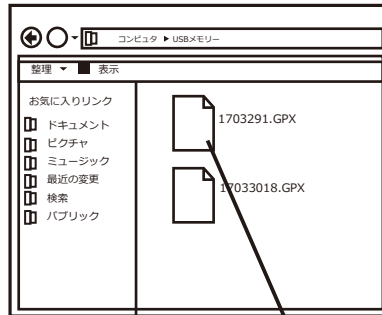 コンピュタ ▶ USBメモリー
整理 ▼ ■ 表示
お気に入りリンク
ドキュメント
ピクチャ
ミュージック
最近の変更
検索
パブリック
1703291.GPX
17033018.GPX